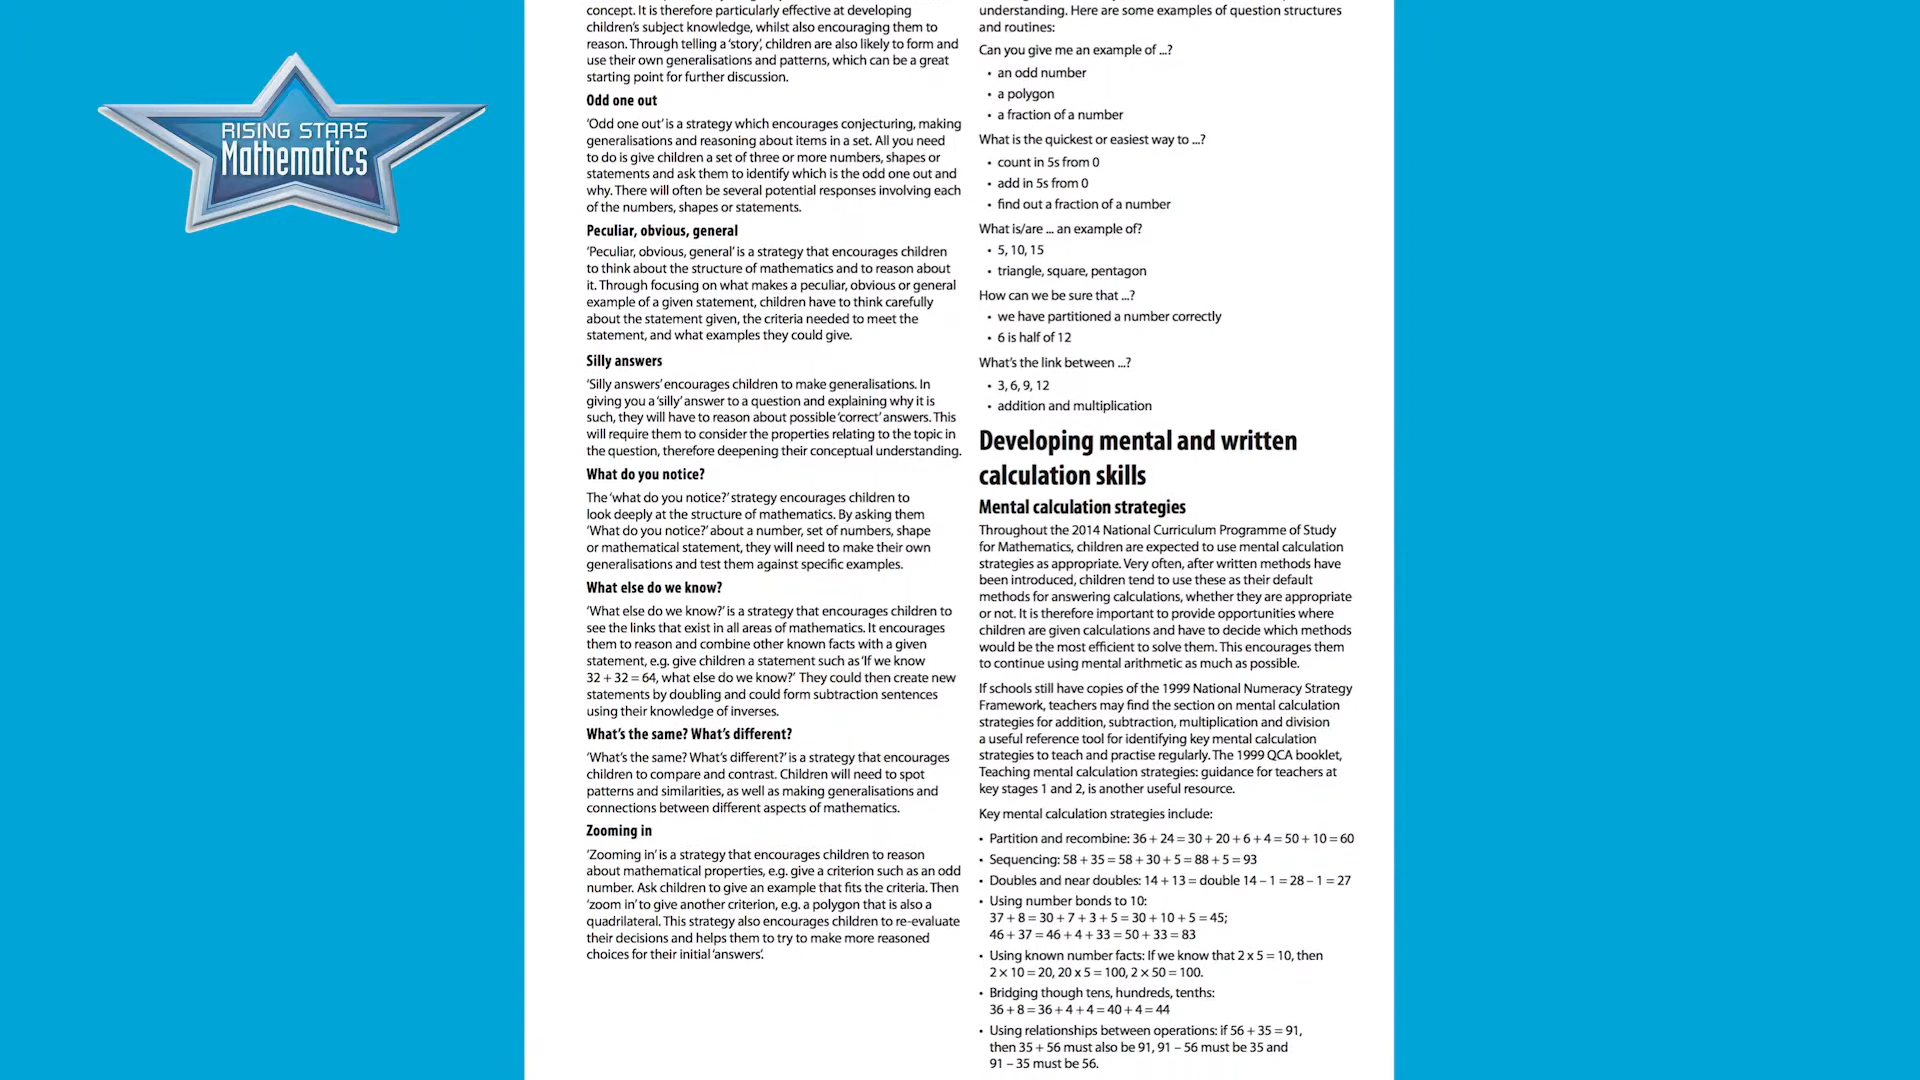 RISING STARS
Mathematics
concept. It is therefore particularly effective at developing
children's subject knowledge, whilst also encouraging them to
reason. Through telling a 'story', children are also likely to form and
use their own generalisations and patterns, which can be a great
starting point for further discussion.
Odd one out
'Odd one out' is a strategy which encourages conjecturing, making
generalisations and reasoning about items in a set. All you need
to do is give children a set of three or more numbers, shapes or
statements and ask them to identify which is the odd one out and
why. There will often be several potential responses involving each
of the numbers, shapes or statements.
Peculiar, obvious, general
'Peculiar, obvious, general' is a strategy that encourages children
to think about the structure of mathematics and to reason about
it. Through focusing on what makes a peculiar, obvious or general
example of a given statement, children have to think carefully
about the statement given, the criteria needed to meet the
statement, and what examples they could give.
Silly answers
'Silly answers' encourages children to make generalisations. In
giving you a 'silly' answer to a question and explaining why it is
such, they will have to reason about possible 'correct' answers. This
will require them to consider the properties relating to the topic in
the question, therefore deepening their conceptual understanding.
What do you notice?
The 'what do you notice?' strategy encourages children to
look deeply at the structure of mathematics. By asking them
'What do you notice?' about a number, set of numbers, shape
or mathematical statement, they will need to make their own
generalisations and test them against specific examples.
What else do we know?
'What else do we know?' is a strategy that encourages children to
see the links that exist in all areas of mathematics. It encourages
them to reason and combine other known facts with a given
statement, e.g. give children a statement such as 'If we know
32 + 32 = 64, what else do we know?' They could then create new
statements by doubling and could form subtraction sentences
using their knowledge of inverses.
What's the same? What's different?
'What's the same? What's different?' is a strategy that encourages
children to compare and contrast. Children will need to spot
patterns and similarities, as well as making generalisations and
connections between different aspects of mathematics.
Zooming in
'Zooming in' is a strategy that encourages children to reason
about mathematical properties, e.g. give a criterion such as an odd
number. Ask children to give an example that fits the criteria. Then
'zoom in' to give another criterion, e.g. a polygon that is also a
quadrilateral. This strategy also encourages children to re-evaluate
their decisions and helps them to try to make more reasoned
choices for their initial 'answers'.
understanding. Here are some examples of question structures
and routines:
Can you give me an example of ...?
• an odd number
• a polygon
• a fraction of a number
What is the quickest or easiest way to ...?
• count in 5s from 0
• add in 5s from 0
• find out a fraction of a number
What is/are ... an example of?
• 5, 10, 15
• triangle, square, pentagon
How can we be sure that ...?
• we have partitioned a number correctly
• 6 is half of 12
What's the link between ...?
• 3, 6, 9, 12
• addition and multiplication
Developing mental and written
calculation skills
Mental calculation strategies
Throughout the 2014 National Curriculum Programme of Study
for Mathematics, children are expected to use mental calculation
strategies as appropriate. Very often, after written methods have
been introduced, children tend to use these as their default
methods for answering calculations, whether they are appropriate
or not. It is therefore important to provide opportunities where
children are given calculations and have to decide which methods
would be the most efficient to solve them. This encourages them
to continue using mental arithmetic as much as possible.
If schools still have copies of the 1999 National Numeracy Strategy
Framework, teachers may find the section on mental calculation
strategies for addition, subtraction, multiplication and division
a useful reference tool for identifying key mental calculation
strategies to teach and practise regularly. The 1999 QCA booklet,
Teaching mental calculation strategies: guidance for teachers at
key stages 1 and 2, is another useful resource.
Key mental calculation strategies include:
• Partition and recombine: 36 + 24 = 30 + 20 + 6 + 4 = 50 + 10 = 60
• Sequencing: 58 + 35 = 58 + 30 + 5 = 88 + 5 = 93
• Doubles and near doubles: 14 + 13 = double 14 – 1 = 28 – 1 = 27
• Using number bonds to 10:
37 + 8 = 30 + 7 + 3 + 5 = 30 + 10 + 5 = 45;
46 + 37 = 46 + 4 + 33 = 50 + 33 = 83
• Using known number facts: If we know that 2 x 5 = 10, then
2 × 10 = 20, 20 x 5 = 100, 2 × 50 = 100.
• Bridging though tens, hundreds, tenths:
36 + 8 = 36 + 4 + 4 = 40 + 4 = 44
• Using relationships between operations: if 56 + 35 = 91,
then 35 + 56 must also be 91, 91 – 56 must be 35 and
91 – 35 must be 56.